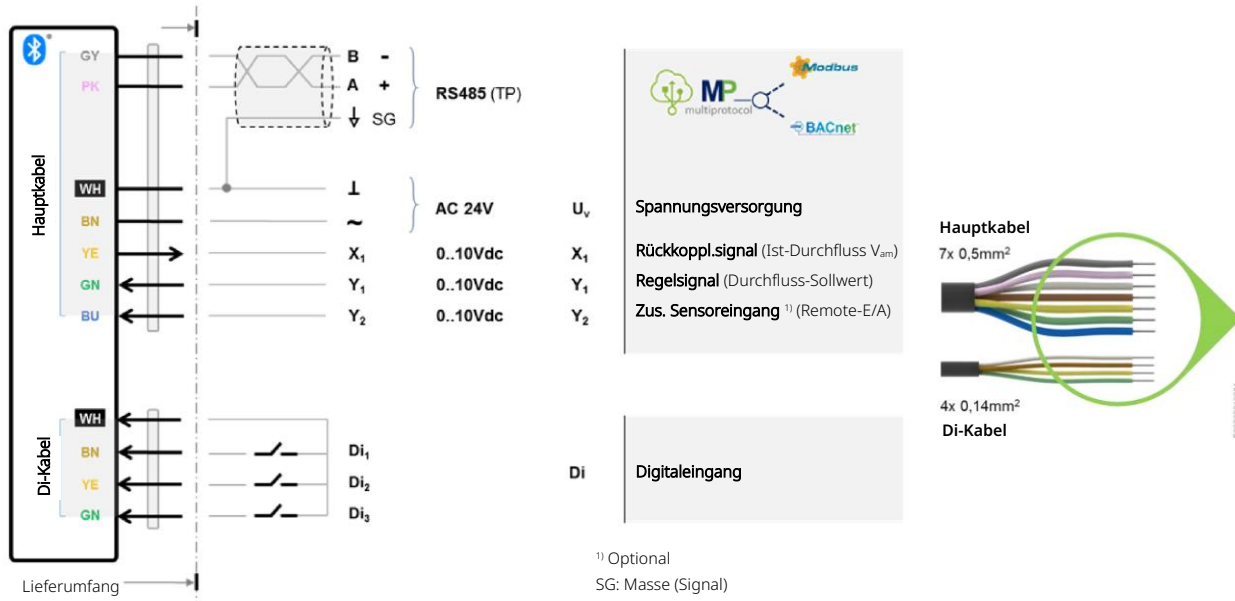 Hauptkabel
GY B -
PK A + RS485 (TP)
SG
Modbus
MP
multiprotocol
BACnet
WH ⊥
BN ~ AC 24V Uv Spannungsversorgung
YE X1 0..10Vdc X1 Rückkoppl.signal (Ist-Durchfluss Vam)
GN Y1 0..10Vdc Y1 Regelsignal (Durchfluss-Sollwert)
BU Y2 0..10Vdc Y2 Zus. Sensoreingang 1) (Remote-E/A)
Di-Kabel
WH
BN Di1
YE Di2 Di Digitaleingang
GN Di3
Lieferumfang
1) Optional
SG: Masse (Signal)
Hauptkabel
7x 0,5mm2
4x 0,14mm2
Di-Kabel